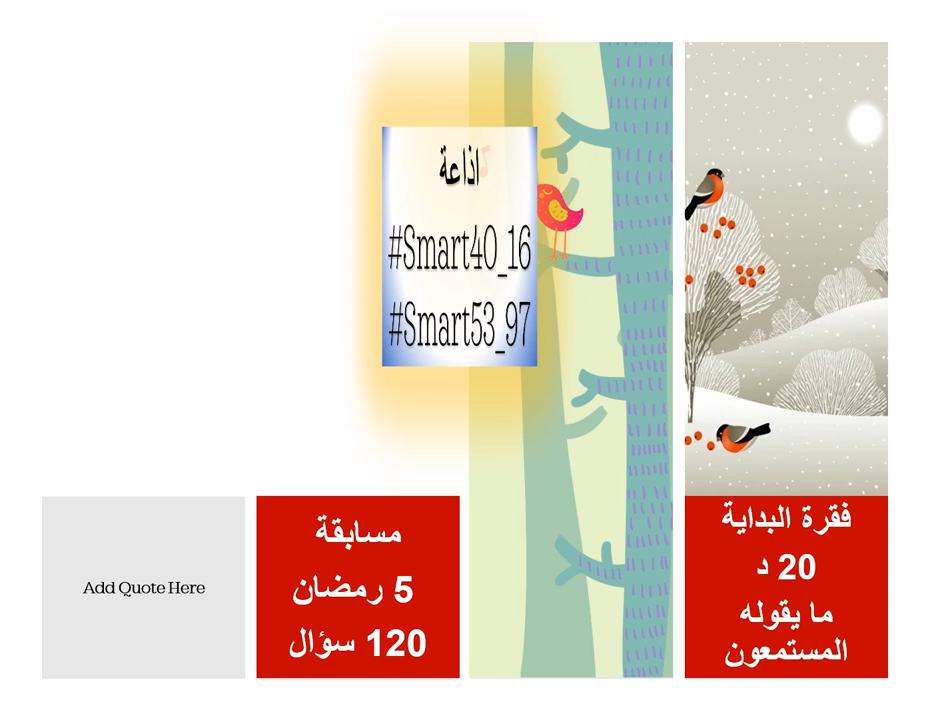 اذاعة
#Smart40_16
#Smart53_97
فقرة البداية
20 د
ما يقوله
المستمعون
مسابقة
5 رمضان
120 سؤال
Add Quote Here